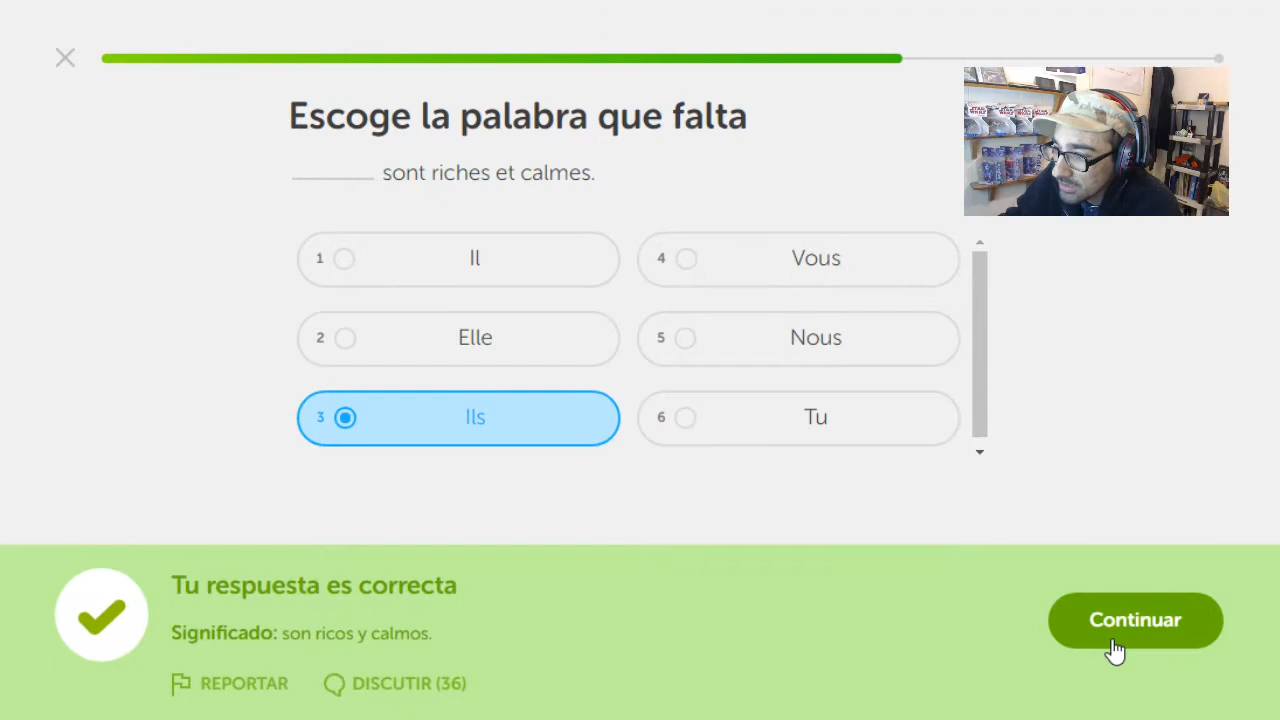 Escoge la palabra que falta
________ sont riches et calmes.
1 Il
4 Vous
2 Elle
5 Nous
3 Ils
6 Tu
Tu respuesta es correcta
Significado: son ricos y calmos.
REPORTAR DISCUTIR (36)
Continuar